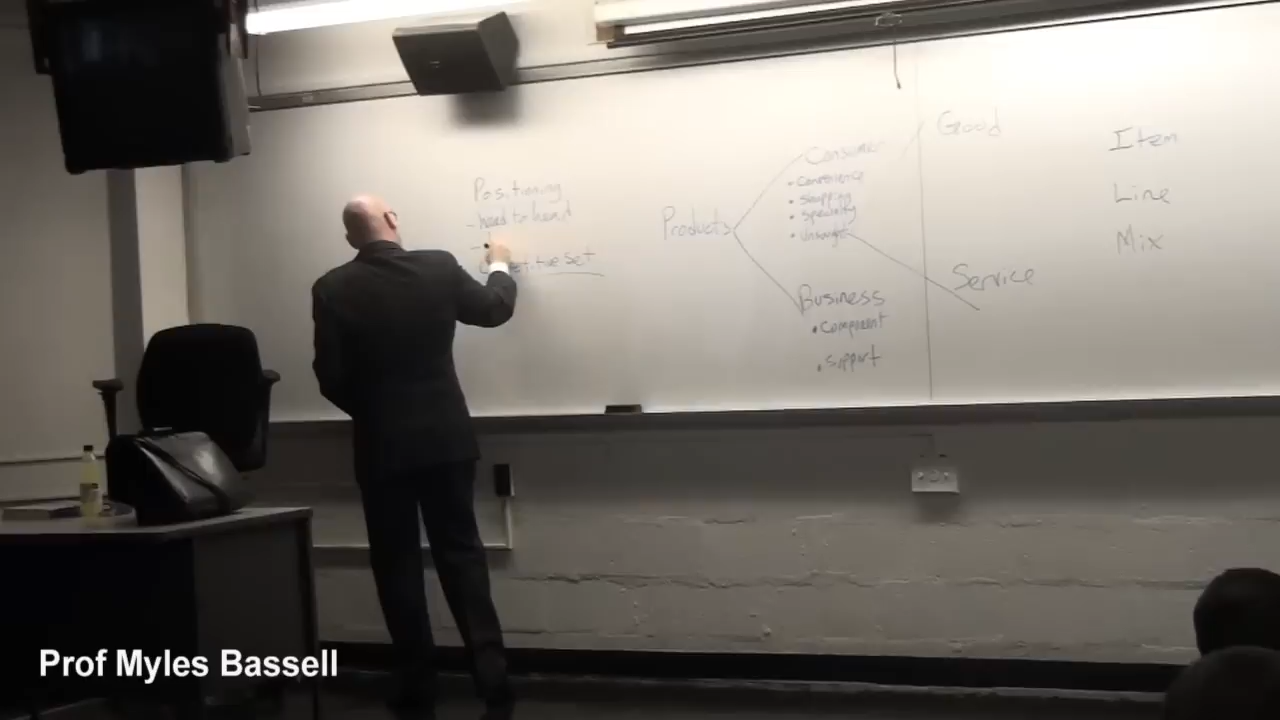 Positioning
- head to head
-
Competitive Set
Products
Consumer
• Convenience
• Shopping
• Specialty
• Unsought
Business
• Component
• Support
Good
Service
Item
Line
Mix
Prof Myles Bassell